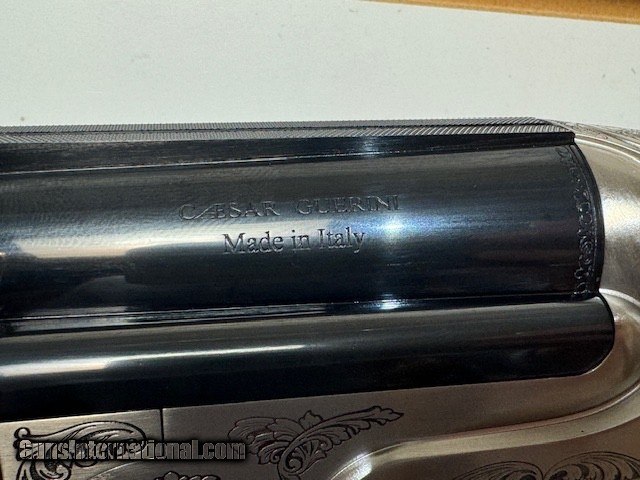 CÆSAR GUERINI
Made in Italy
GunsInternational.com